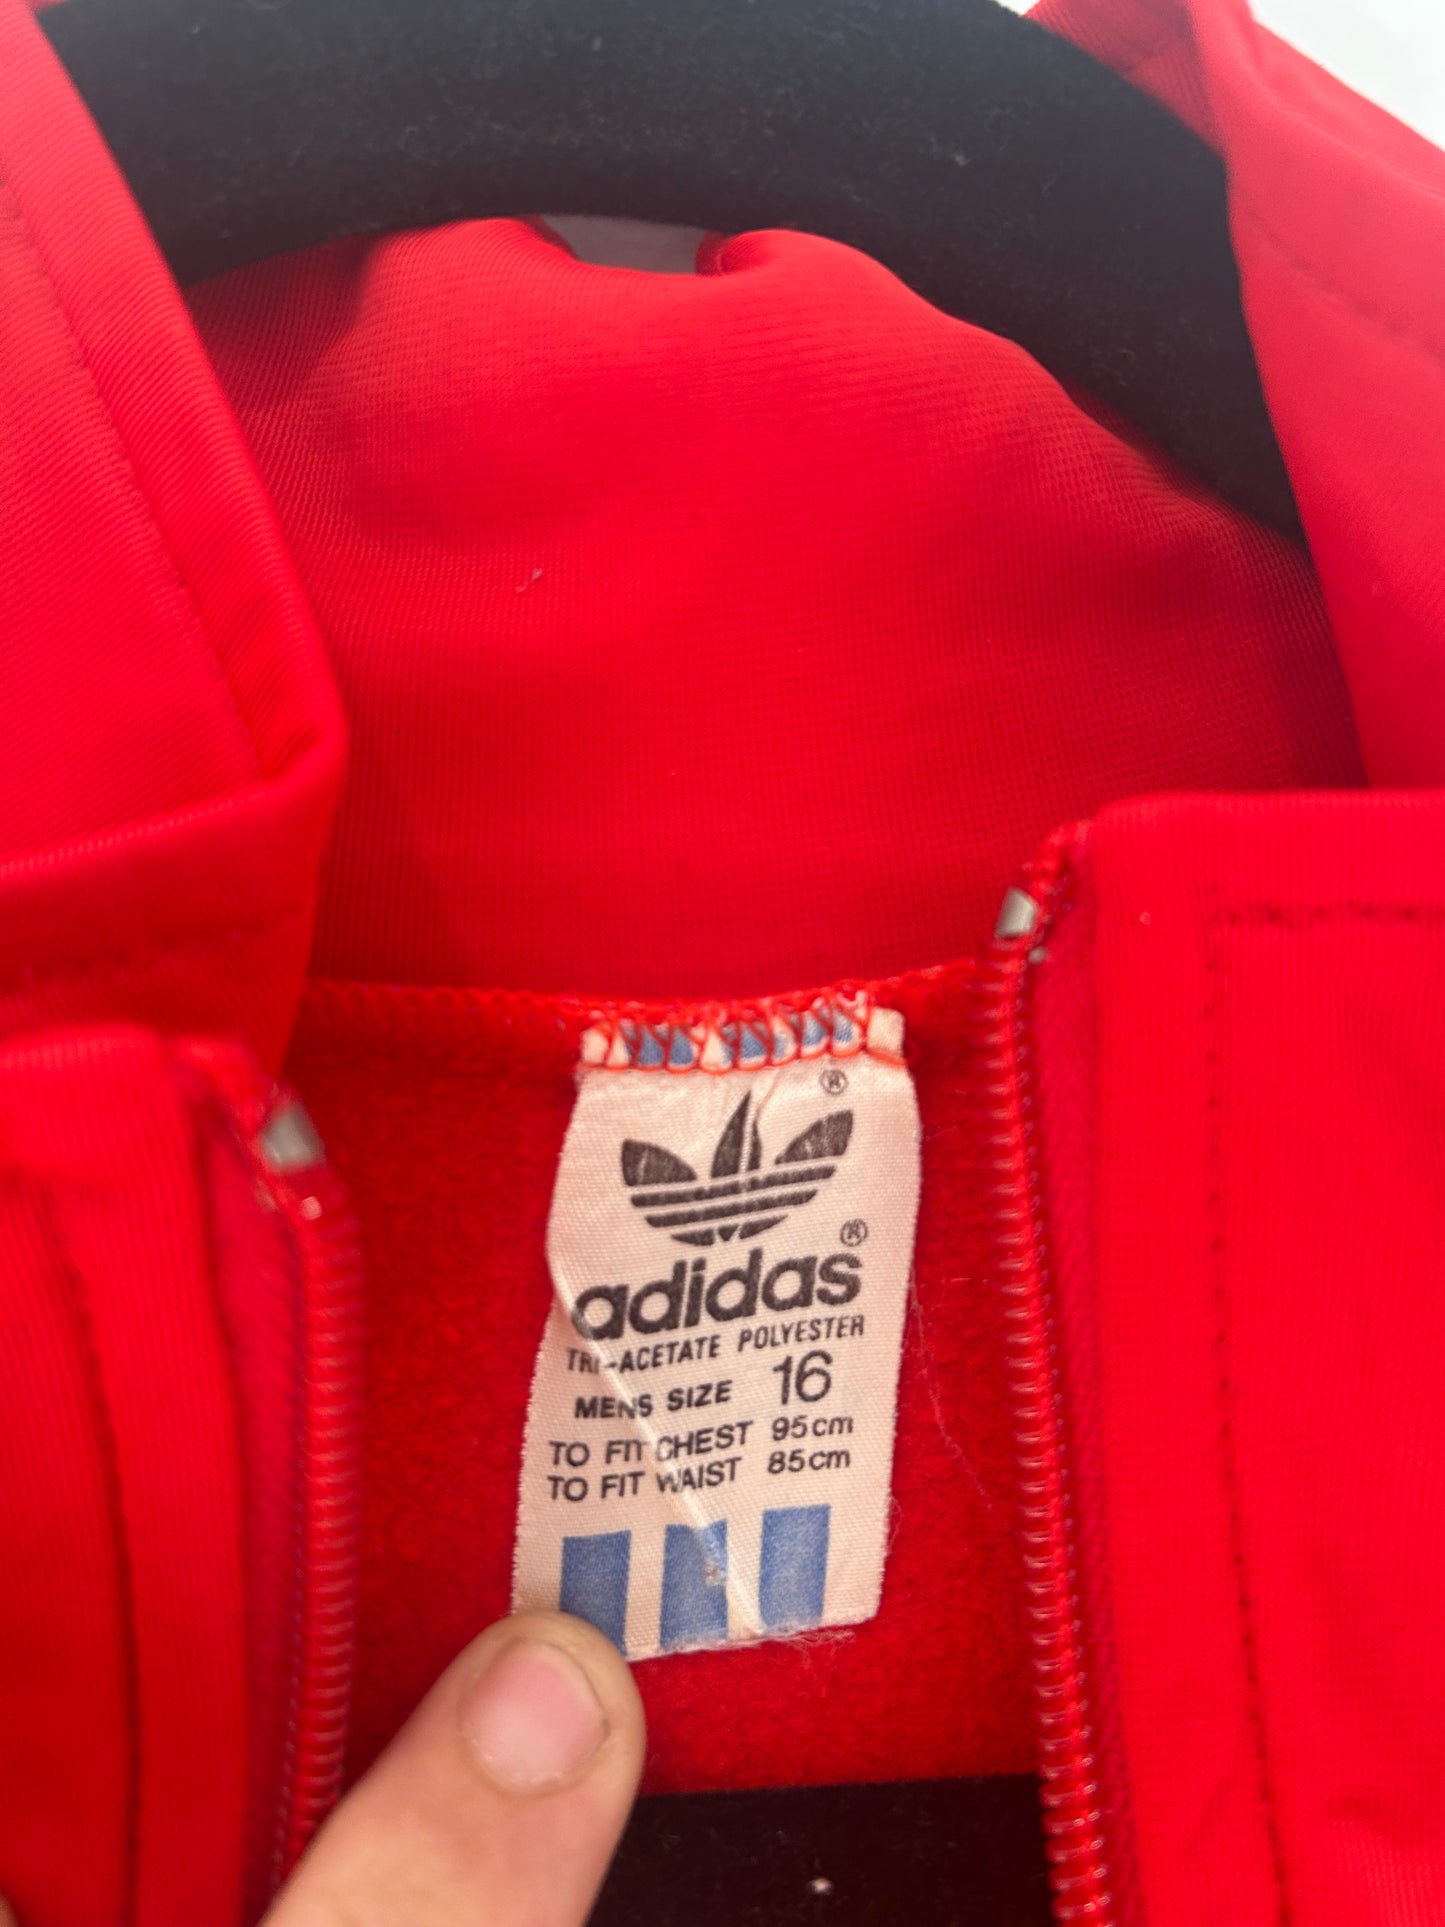 ®
®
adidas
TRI-ACETATE POLYESTER
MENS SIZE 16
TO FIT CHEST 95cm
TO FIT WAIST 85cm